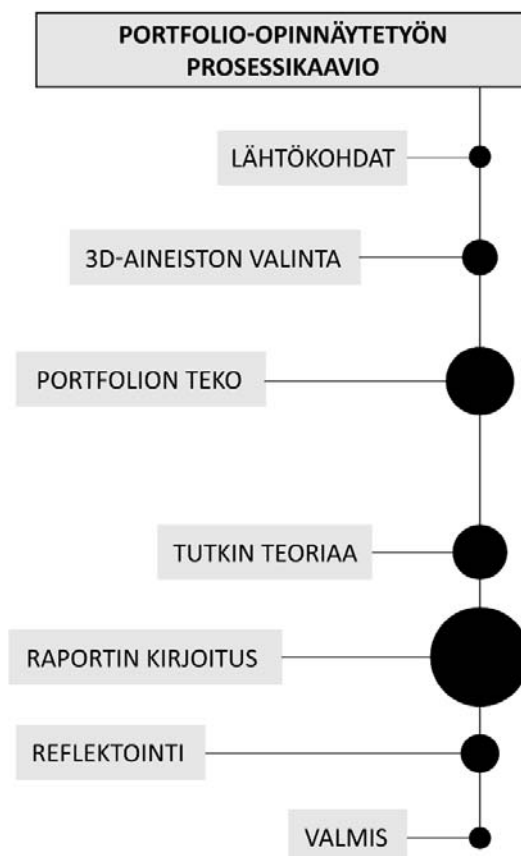 PORTFOLIO-OPINNÄYTETYÖN
PROSESSIKAAVIO
LÄHTÖKOHDAT
3D-AINEISTON VALINTA
PORTFOLION TEKO
TUTKIN TEORIAA
RAPORTIN KIRJOITUS
REFLEKTOINTI
VALMIS